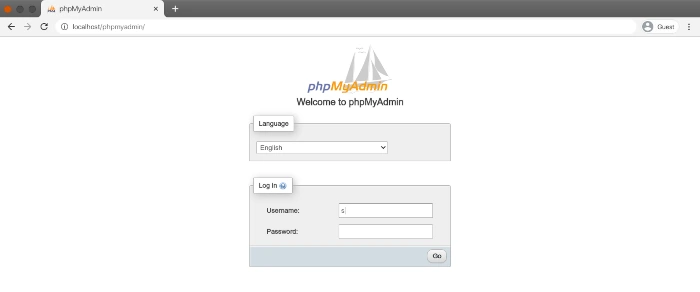 phpMyAdmin
localhost/phpmyadmin/
Guest
phpMyAdmin
Welcome to phpMyAdmin
Language
English
Log in
Username: s
Password:
Go